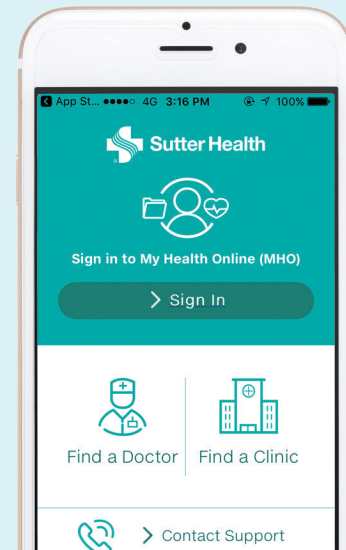 App St... 4G 3:16 PM 100%
Sutter Health
Sign in to My Health Online (MHO)
> Sign In
Find a Doctor Find a Clinic
> Contact Support